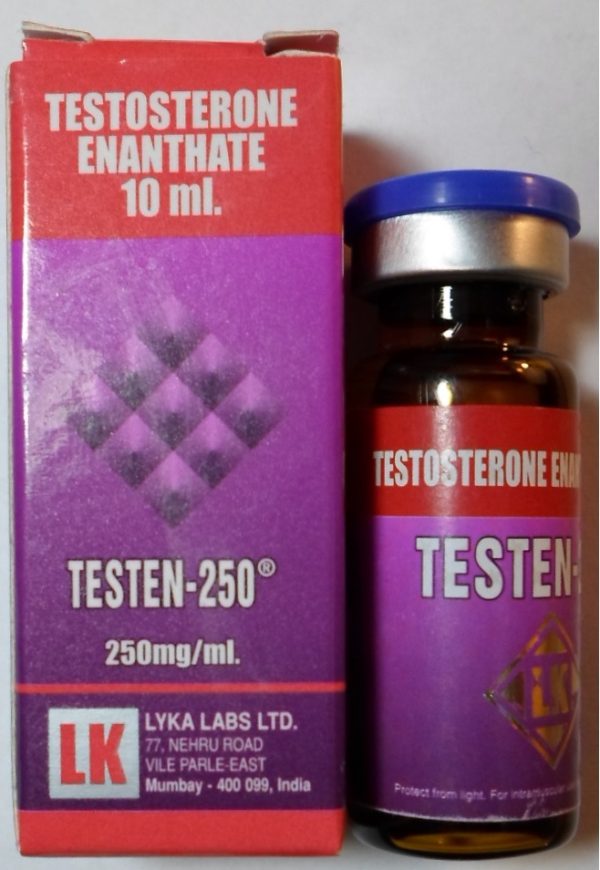 TESTOSTERONE
ENANTHATE
10 ml.
TESTEN-250®
250mg/ml.
LK
LYKA LABS LTD.
77, NEHRU ROAD
VILE PARLE-EAST
Mumbay - 400 099, India
TESTOSTERONE
TESTEN-
LK
Protect from light. For intramuscular